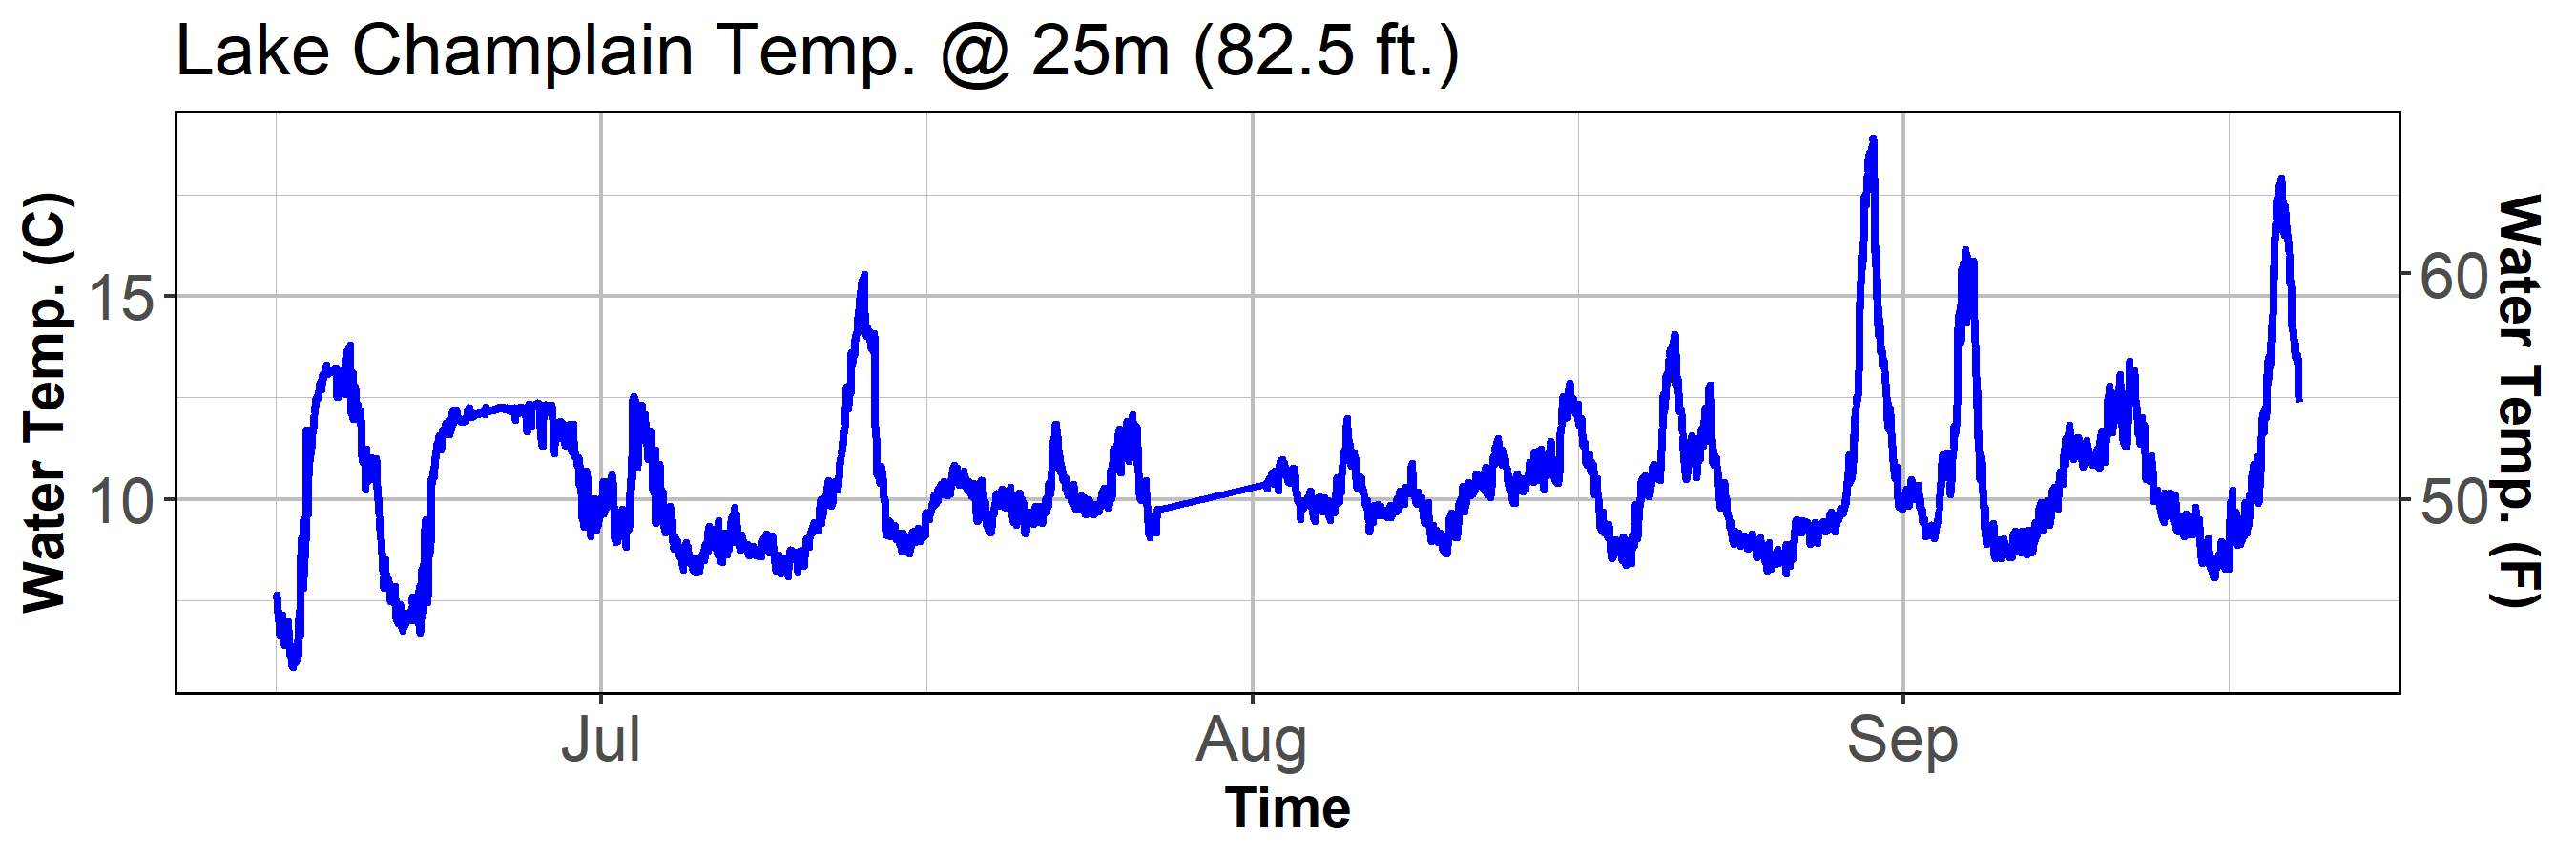 Lake Champlain Temp. @ 25m (82.5 ft.)
Water Temp. (C)
15
10
60
50
Water Temp. (F)
Jul
Aug
Sep
Time